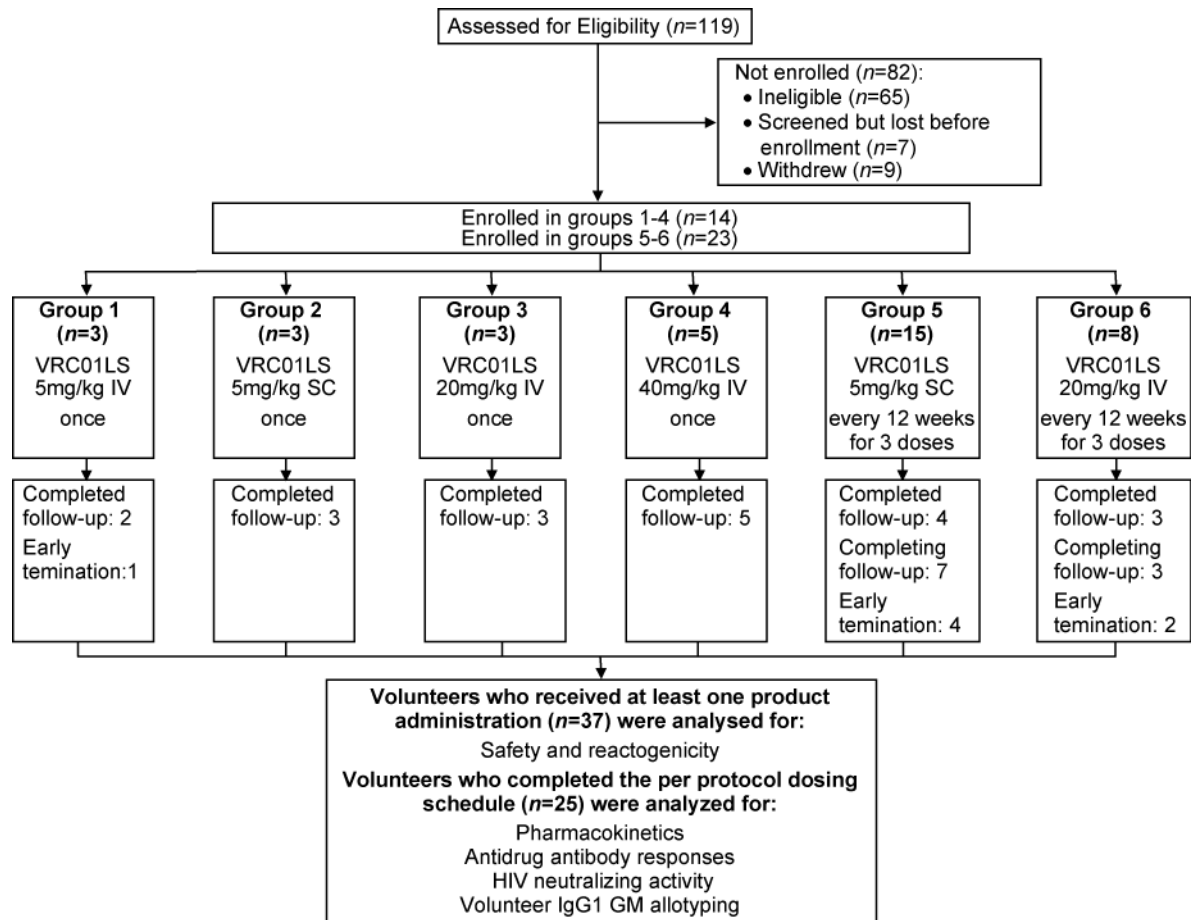 Assessed for Eligibility (n=119)
Not enrolled (n=82):
• Ineligible (n=65)
• Screened but lost before
enrollment (n=7)
• Withdrew (n=9)
Enrolled in groups 1-4 (n=14)
Enrolled in groups 5-6 (n=23)
Group 1
(n=3)
VRC01LS
5mg/kg IV
once
Group 2
(n=3)
VRC01LS
5mg/kg SC
once
Group 3
(n=3)
VRC01LS
20mg/kg IV
once
Group 4
(n=5)
VRC01LS
40mg/kg IV
once
Group 5
(n=15)
VRC01LS
5mg/kg SC
every 12 weeks
for 3 doses
Group 6
(n=8)
VRC01LS
20mg/kg IV
every 12 weeks
for 3 doses
Completed
follow-up: 2
Early
temination:1
Completed
follow-up: 3
Completed
follow-up: 3
Completed
follow-up: 5
Completed
follow-up: 4
Completing
follow-up: 7
Early
temination: 4
Completed
follow-up: 3
Completing
follow-up: 3
Early
temination: 2
Volunteers who received at least one product
administration (n=37) were analysed for:
Safety and reactogenicity
Volunteers who completed the per protocol dosing
schedule (n=25) were analyzed for:
Pharmacokinetics
Antidrug antibody responses
HIV neutralizing activity
Volunteer IgG1 GM allotyping